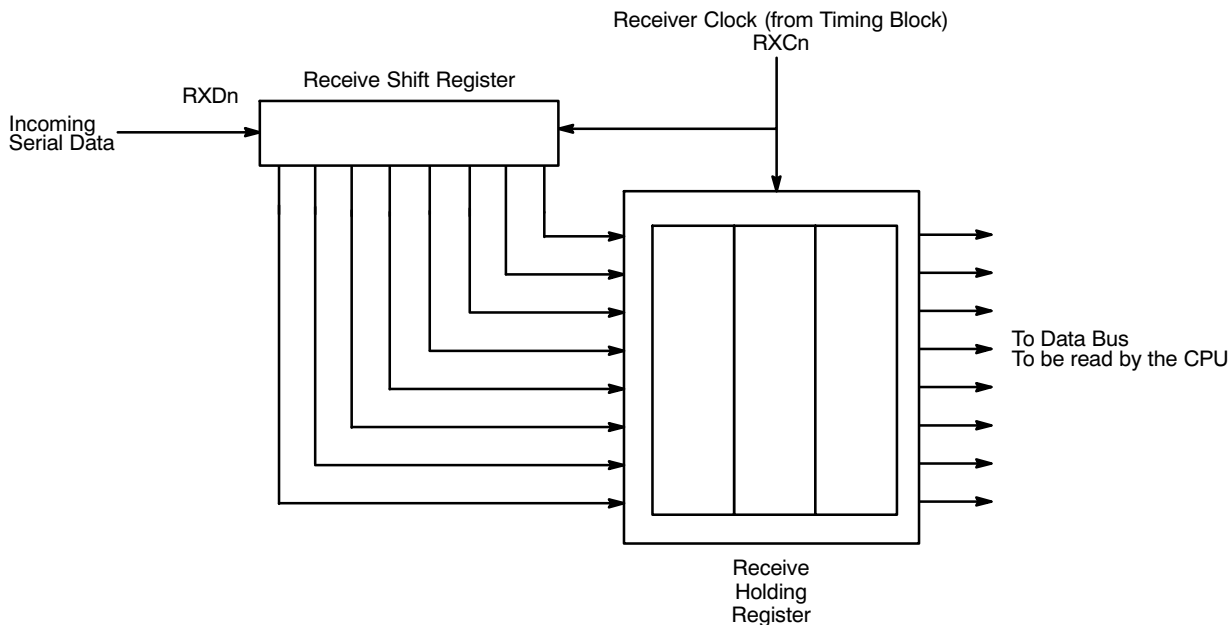 Receiver Clock (from Timing Block)
RXCn
Receive Shift Register
RXDn
Incoming
Serial Data
To Data Bus
To be read by the CPU
Receive
Holding
Register